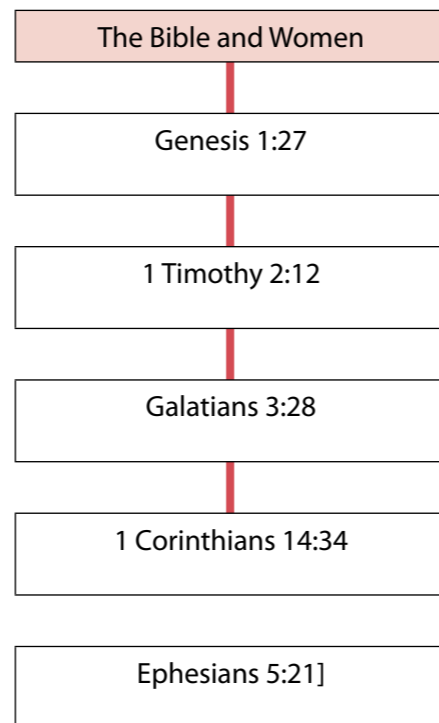 The Bible and Women
Genesis 1:27
1 Timothy 2:12
Galatians 3:28
1 Corinthians 14:34
Ephesians 5:21]